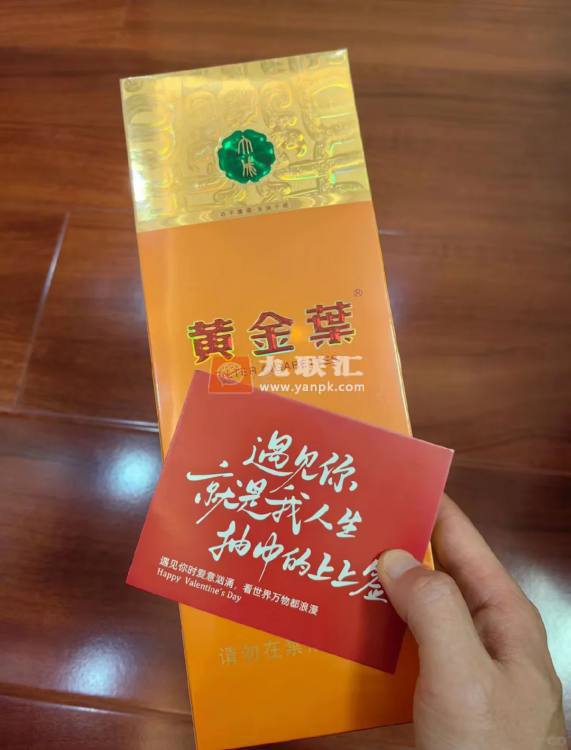 黄金葉®
九联汇
www.yanpk.com
遇见你
就是我人生
抽中的上上签
遇见你时爱意汹涌,看世界万物都浪漫
Happy Valentine's Day
请勿在禁